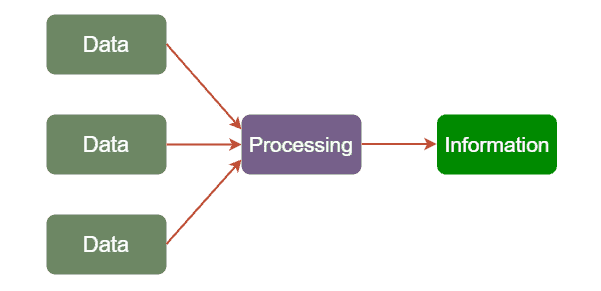 Data
Data
Processing
Information
Data